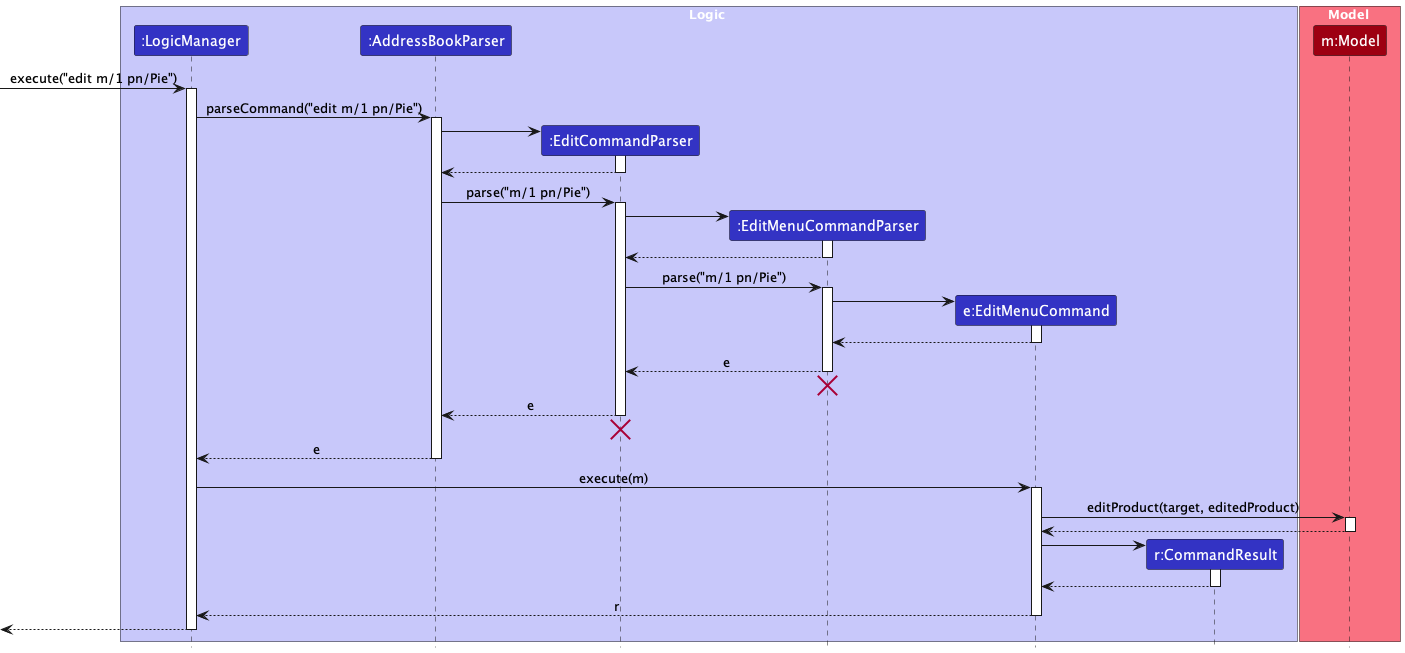 Logic
Model
:LogicManager
:AddressBookParser
m:Model
execute("edit m/1 pn/Pie")
parseCommand("edit m/1 pn/Pie")
:EditCommandParser
parse("m/1 pn/Pie")
:EditMenuCommandParser
parse("m/1 pn/Pie")
e:EditMenuCommand
e
e
e
execute(m)
editProduct(target, editedProduct)
r:CommandResult
r